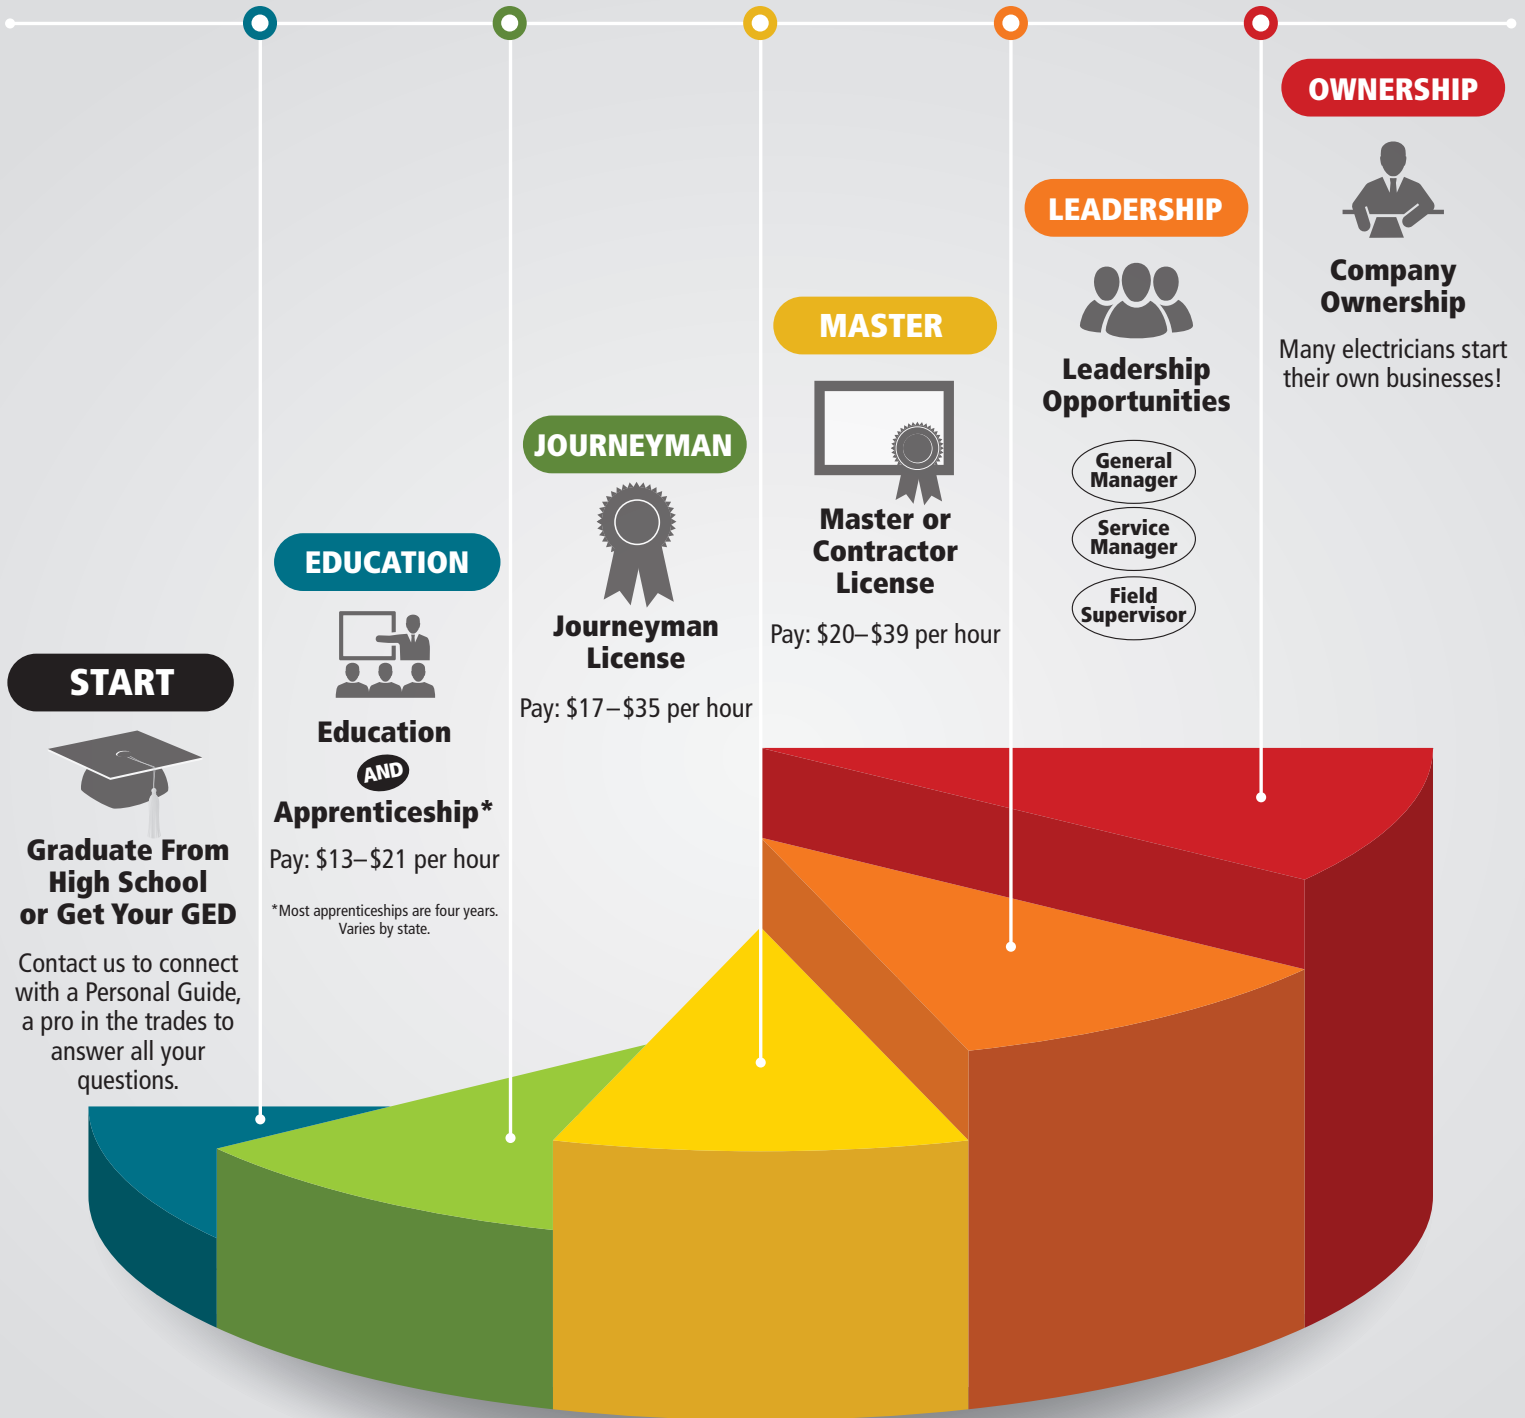 START
Graduate From
High School
or Get Your GED
Contact us to connect
with a Personal Guide,
a pro in the trades to
answer all your
questions.
EDUCATION
Education
AND
Apprenticeship*
Pay: $13–$21 per hour
*Most apprenticeships are four years.
Varies by state.
JOURNEYMAN
Journeyman
License
Pay: $17–$35 per hour
MASTER
Master or
Contractor
License
Pay: $20–$39 per hour
LEADERSHIP
Leadership
Opportunities
General
Manager
Service
Manager
Field
Supervisor
OWNERSHIP
Company
Ownership
Many electricians start
their own businesses!